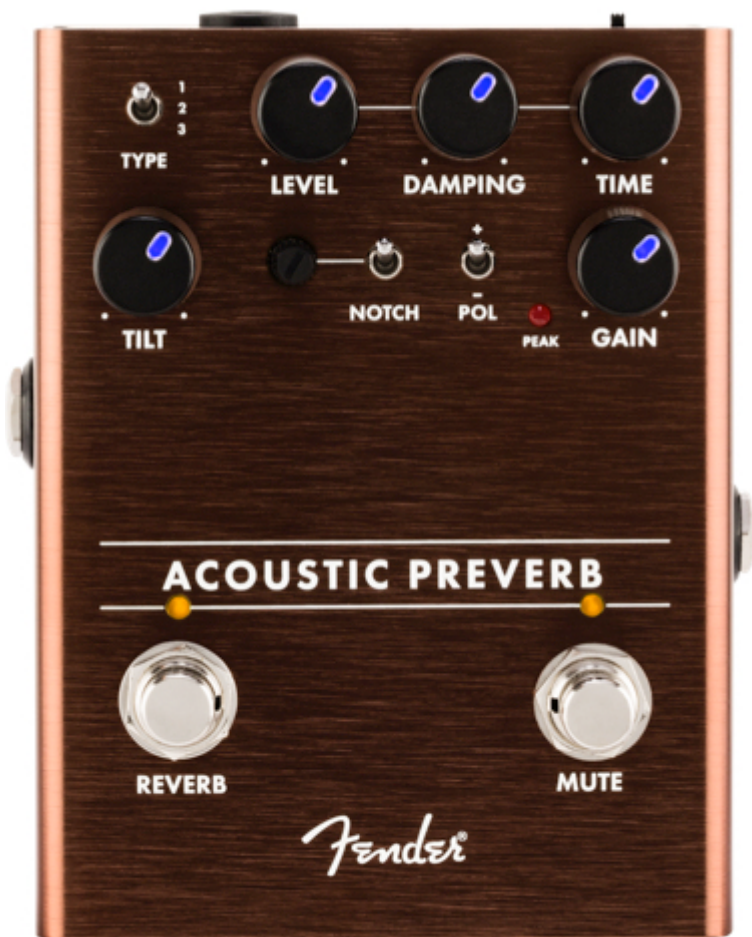 1
2
3
TYPE
LEVEL DAMPING TIME
+
NOTCH POL
-
TILT PEAK GAIN
ACOUSTIC PREVERB
REVERB MUTE
Fender®